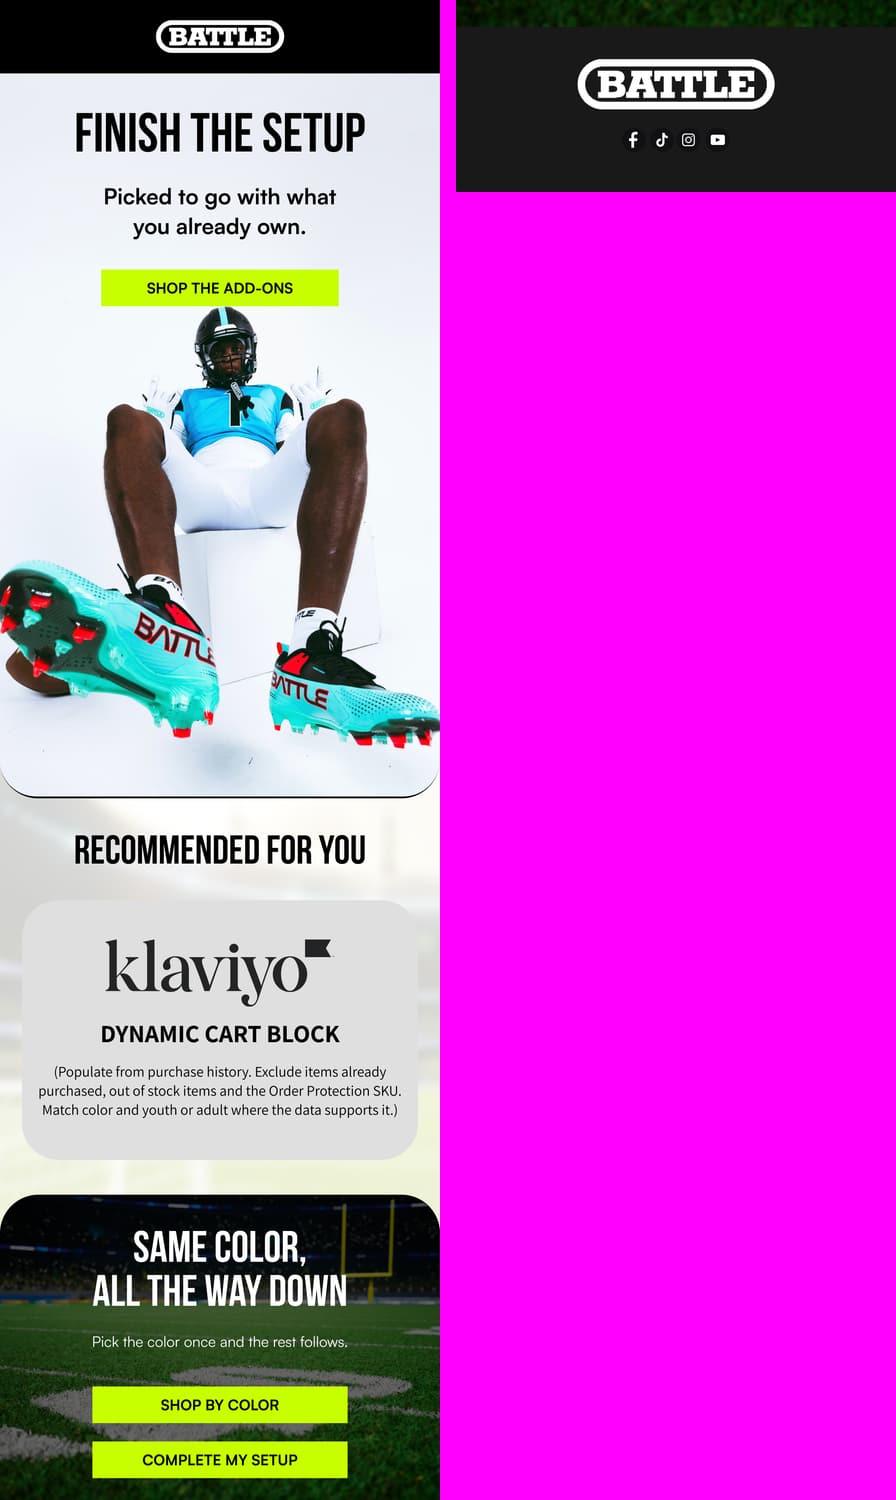 BATTLE
FINISH THE SETUP
Picked to go with what
you already own.
SHOP THE ADD-ONS
1
BATTLE
BATTLE
RECOMMENDED FOR YOU
klaviyo
DYNAMIC CART BLOCK
(Populate from purchase history. Exclude items already
purchased, out of stock items and the Order Protection SKU.
Match color and youth or adult where the data supports it.)
SAME COLOR,
ALL THE WAY DOWN
Pick the color once and the rest follows.
SHOP BY COLOR
COMPLETE MY SETUP
BATTLE